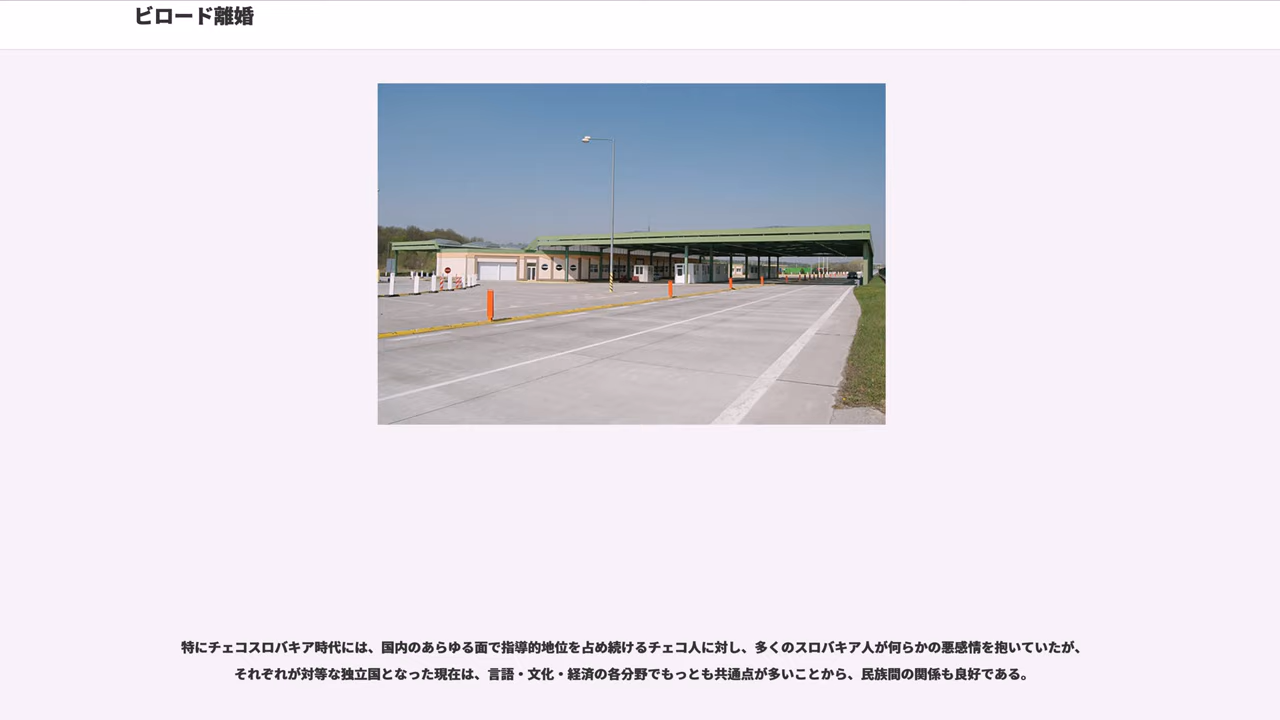 ビロード離婚
特にチェコスロバキア時代には、国内のあらゆる面で指導的地位を占め続けるチェコ人に対し、多くのスロバキア人が何らかの悪感情を抱いていたが、
それぞれが対等な独立国となった現在は、言語・文化・経済の各分野でもっとも共通点が多いことから、民族間の関係も良好である。